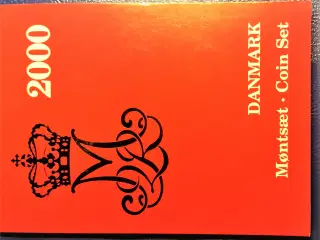 2000
DANMARK
Møntsæt · Coin Set